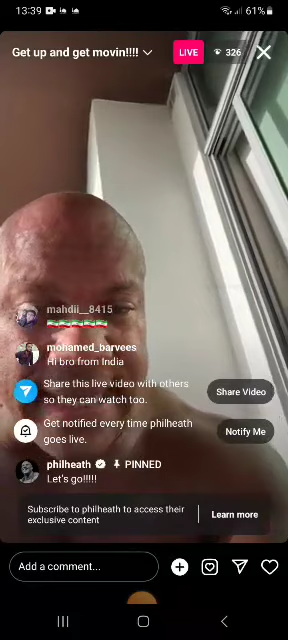 13:39
61%
Get up and get movin!!!!
LIVE
326
mahdii__8415
🇮🇷🇮🇷🇮🇷🇮🇷🇮🇷
mohamed_barvees
Hi bro from India
Share this live video with others
so they can watch too.
Share Video
Get notified every time philheath
goes live.
Notify Me
philheath PINNED
Let's go!!!!!
Subscribe to philheath to access their
exclusive content
Learn more
Add a comment...